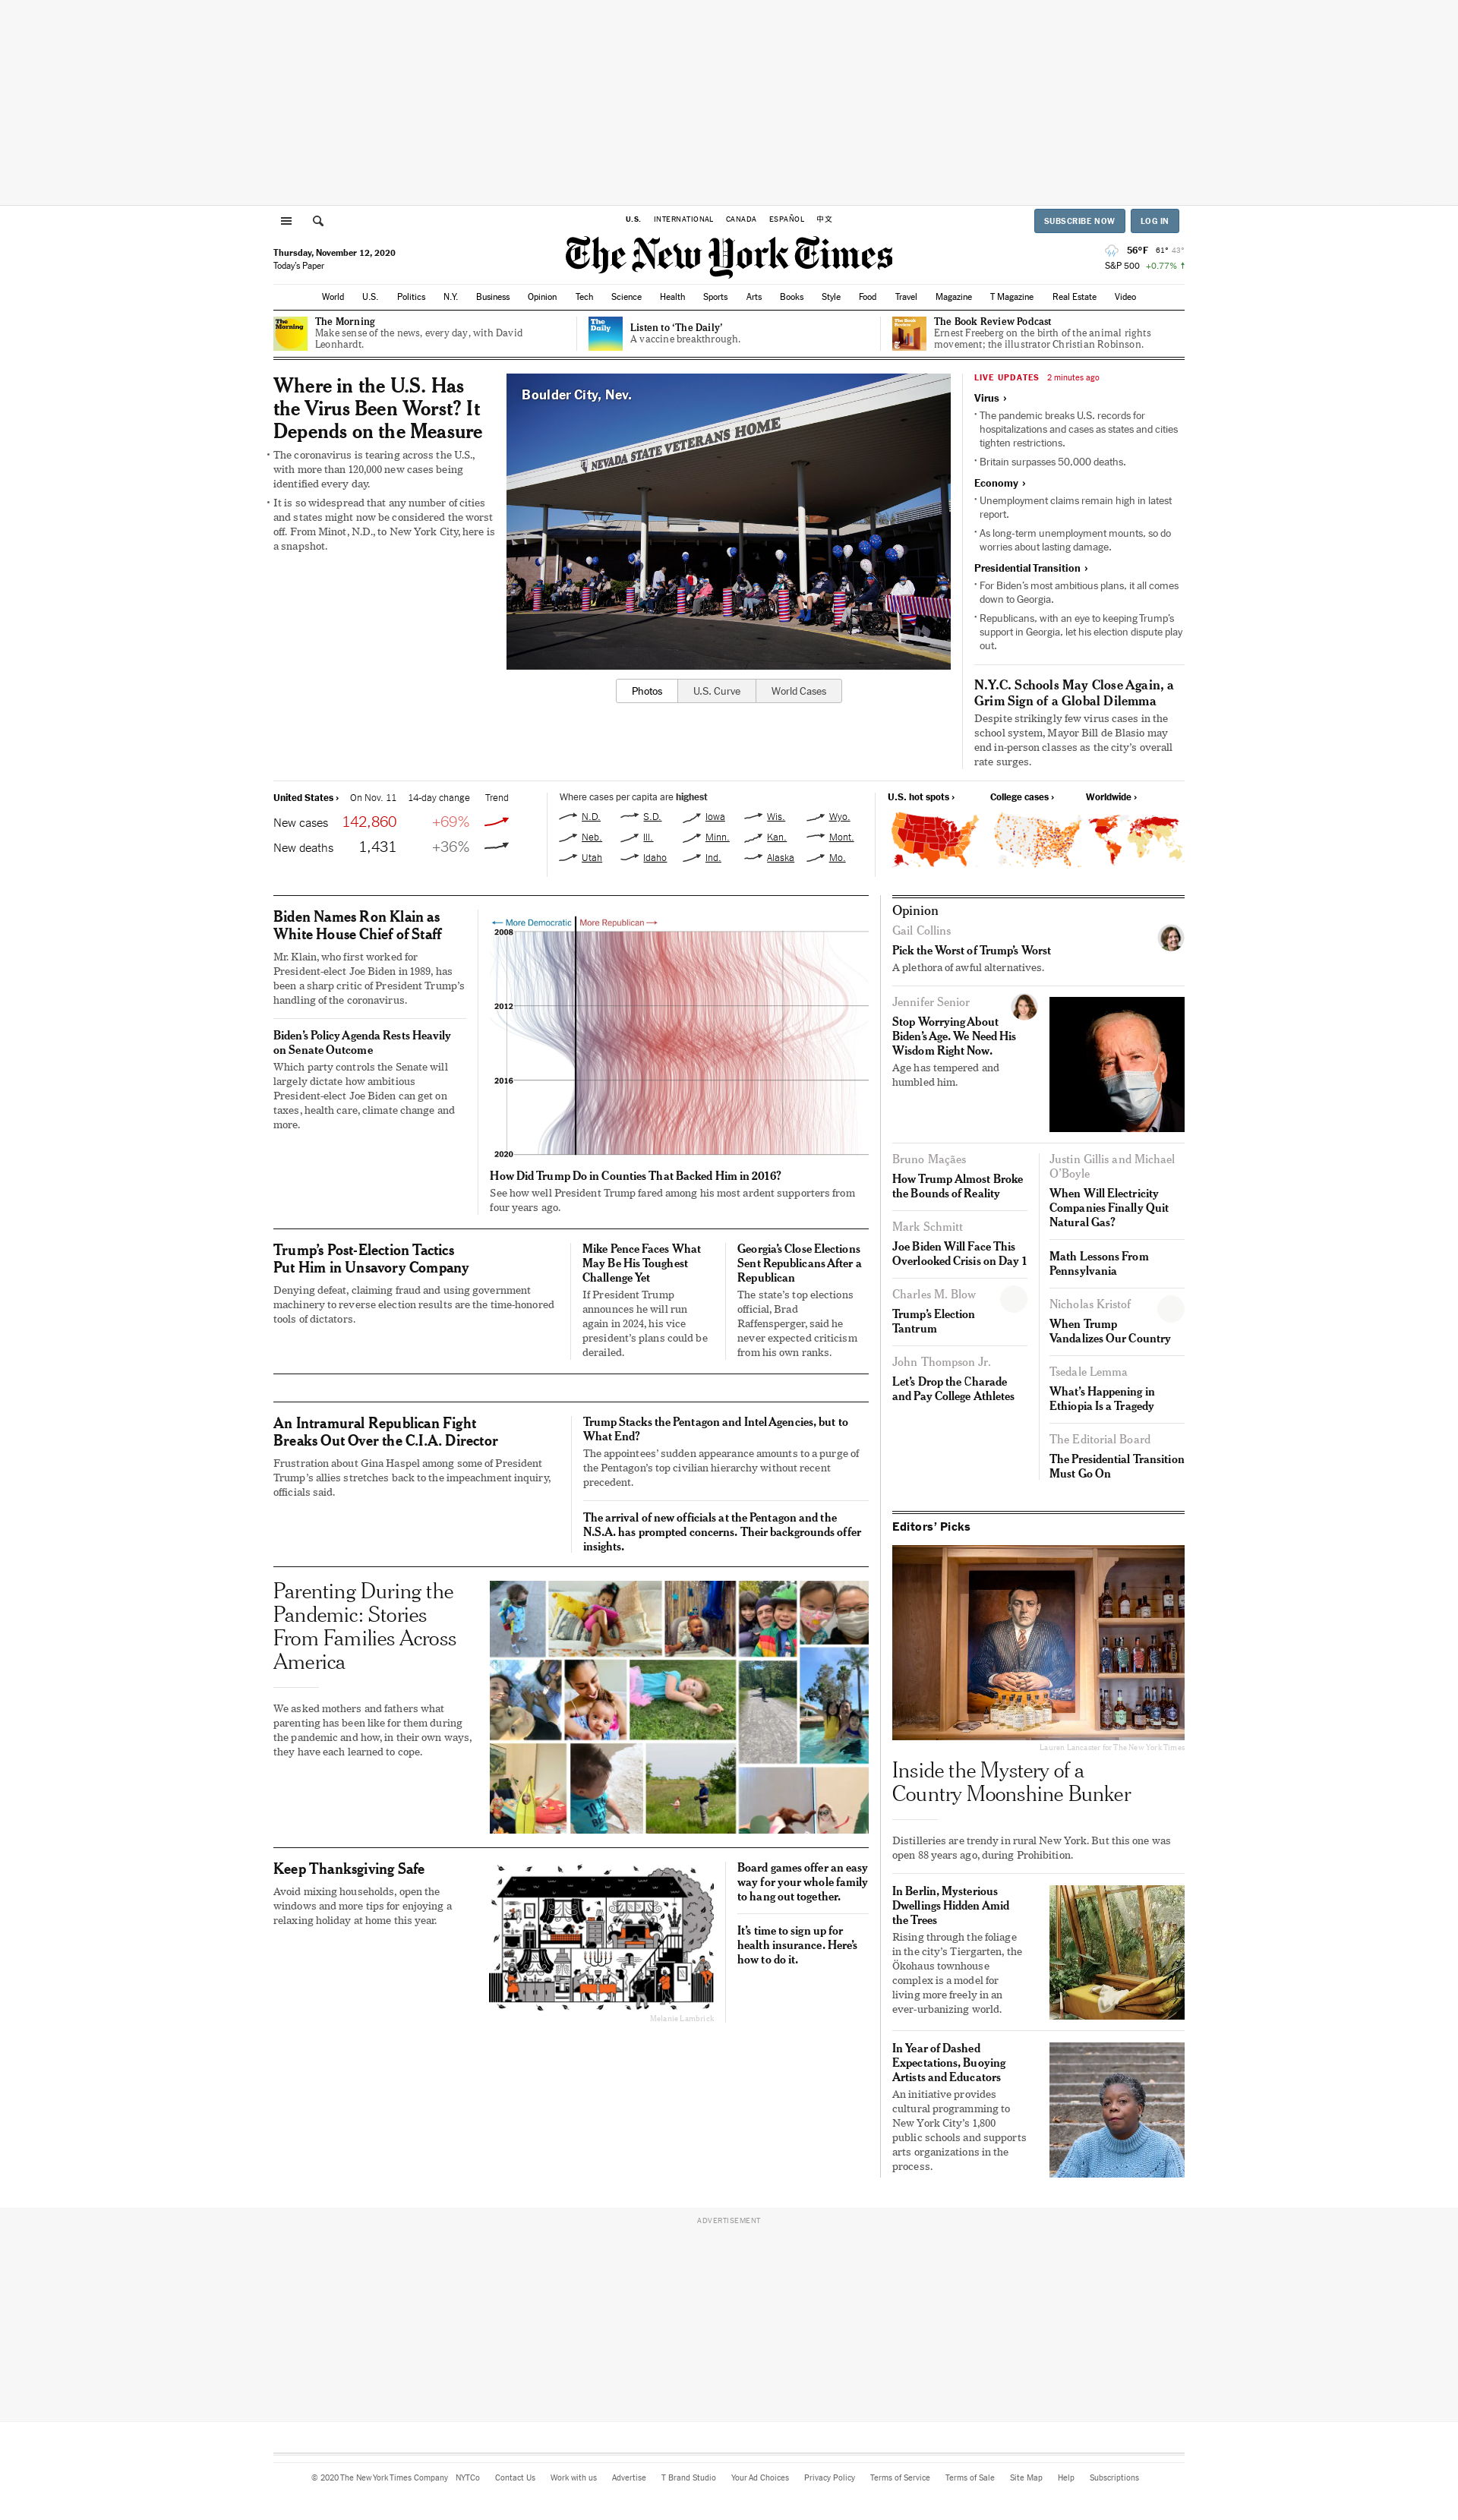 U.S. INTERNATIONAL CANADA ESPAÑOL 中文
SUBSCRIBE NOW LOG IN
Thursday, November 12, 2020
Today's Paper
The New York Times
56°F 61° 43°
S&P 500 +0.77%
World U.S. Politics N.Y. Business Opinion Tech Science Health Sports Arts Books Style Food Travel Magazine T Magazine Real Estate Video
The Morning
The Morning
Make sense of the news, every day, with David
Leonhardt.
The Daily
Listen to ‘The Daily’
A vaccine breakthrough.
The Book Review
The Book Review Podcast
Ernest Freeberg on the birth of the animal rights
movement; the illustrator Christian Robinson.
Where in the U.S. Has
the Virus Been Worst? It
Depends on the Measure
The coronavirus is tearing across the U.S.,
with more than 120,000 new cases being
identified every day.
It is so widespread that any number of cities
and states might now be considered the worst
off. From Minot, N.D., to New York City, here is
a snapshot.
Boulder City, Nev.
NEVADA STATE VETERANS HOME
Photos U.S. Curve World Cases
LIVE UPDATES 2 minutes ago
Virus ›
The pandemic breaks U.S. records for
hospitalizations and cases as states and cities
tighten restrictions.
Britain surpasses 50,000 deaths.
Economy ›
Unemployment claims remain high in latest
report.
As long-term unemployment mounts, so do
worries about lasting damage.
Presidential Transition ›
For Biden’s most ambitious plans, it all comes
down to Georgia.
Republicans, with an eye to keeping Trump’s
support in Georgia, let his election dispute play
out.
N.Y.C. Schools May Close Again, a
Grim Sign of a Global Dilemma
Despite strikingly few virus cases in the
school system, Mayor Bill de Blasio may
end in-person classes as the city’s overall
rate surges.
United States › On Nov. 11 14-day change Trend
New cases 142,860 +69%
New deaths 1,431 +36%
Where cases per capita are highest
N.D. S.D. Iowa Wis. Wyo.
Neb. Ill. Minn. Kan. Mont.
Utah Idaho Ind. Alaska Mo.
U.S. hot spots › College cases › Worldwide ›
Biden Names Ron Klain as
White House Chief of Staff
Mr. Klain, who first worked for
President-elect Joe Biden in 1989, has
been a sharp critic of President Trump’s
handling of the coronavirus.
Biden’s Policy Agenda Rests Heavily
on Senate Outcome
Which party controls the Senate will
largely dictate how ambitious
President-elect Joe Biden can get on
taxes, health care, climate change and
more.
← More Democratic More Republican →
2008
2012
2016
2020
How Did Trump Do in Counties That Backed Him in 2016?
See how well President Trump fared among his most ardent supporters from
four years ago.
Trump’s Post-Election Tactics
Put Him in Unsavory Company
Denying defeat, claiming fraud and using government
machinery to reverse election results are the time-honored
tools of dictators.
Mike Pence Faces What
May Be His Toughest
Challenge Yet
If President Trump
announces he will run
again in 2024, his vice
president’s plans could be
derailed.
Georgia’s Close Elections
Sent Republicans After a
Republican
The state’s top elections
official, Brad
Raffensperger, said he
never expected criticism
from his own ranks.
An Intramural Republican Fight
Breaks Out Over the C.I.A. Director
Frustration about Gina Haspel among some of President
Trump’s allies stretches back to the impeachment inquiry,
officials said.
Trump Stacks the Pentagon and Intel Agencies, but to
What End?
The appointees’ sudden appearance amounts to a purge of
the Pentagon’s top civilian hierarchy without recent
precedent.
The arrival of new officials at the Pentagon and the
N.S.A. has prompted concerns. Their backgrounds offer
insights.
Parenting During the
Pandemic: Stories
From Families Across
America
We asked mothers and fathers what
parenting has been like for them during
the pandemic and how, in their own ways,
they have each learned to cope.
Keep Thanksgiving Safe
Avoid mixing households, open the
windows and more tips for enjoying a
relaxing holiday at home this year.
Melanie Lambrick
Board games offer an easy
way for your whole family
to hang out together.
It’s time to sign up for
health insurance. Here’s
how to do it.
Opinion
Gail Collins
Pick the Worst of Trump’s Worst
A plethora of awful alternatives.
Jennifer Senior
Stop Worrying About
Biden’s Age. We Need His
Wisdom Right Now.
Age has tempered and
humbled him.
Bruno Maçães
How Trump Almost Broke
the Bounds of Reality
Mark Schmitt
Joe Biden Will Face This
Overlooked Crisis on Day 1
Charles M. Blow
Trump’s Election
Tantrum
John Thompson Jr.
Let’s Drop the Charade
and Pay College Athletes
Justin Gillis and Michael
O’Boyle
When Will Electricity
Companies Finally Quit
Natural Gas?
Math Lessons From
Pennsylvania
Nicholas Kristof
When Trump
Vandalizes Our Country
Tsedale Lemma
What’s Happening in
Ethiopia Is a Tragedy
The Editorial Board
The Presidential Transition
Must Go On
Editors’ Picks
Lauren Lancaster for The New York Times
Inside the Mystery of a
Country Moonshine Bunker
Distilleries are trendy in rural New York. But this one was
open 88 years ago, during Prohibition.
In Berlin, Mysterious
Dwellings Hidden Amid
the Trees
Rising through the foliage
in the city’s Tiergarten, the
Ökohaus townhouse
complex is a model for
living more freely in an
ever-urbanizing world.
In Year of Dashed
Expectations, Buoying
Artists and Educators
An initiative provides
cultural programming to
New York City’s 1,800
public schools and supports
arts organizations in the
process.
ADVERTISEMENT
© 2020 The New York Times Company NYTCo Contact Us Work with us Advertise T Brand Studio Your Ad Choices Privacy Policy Terms of Service Terms of Sale Site Map Help Subscriptions